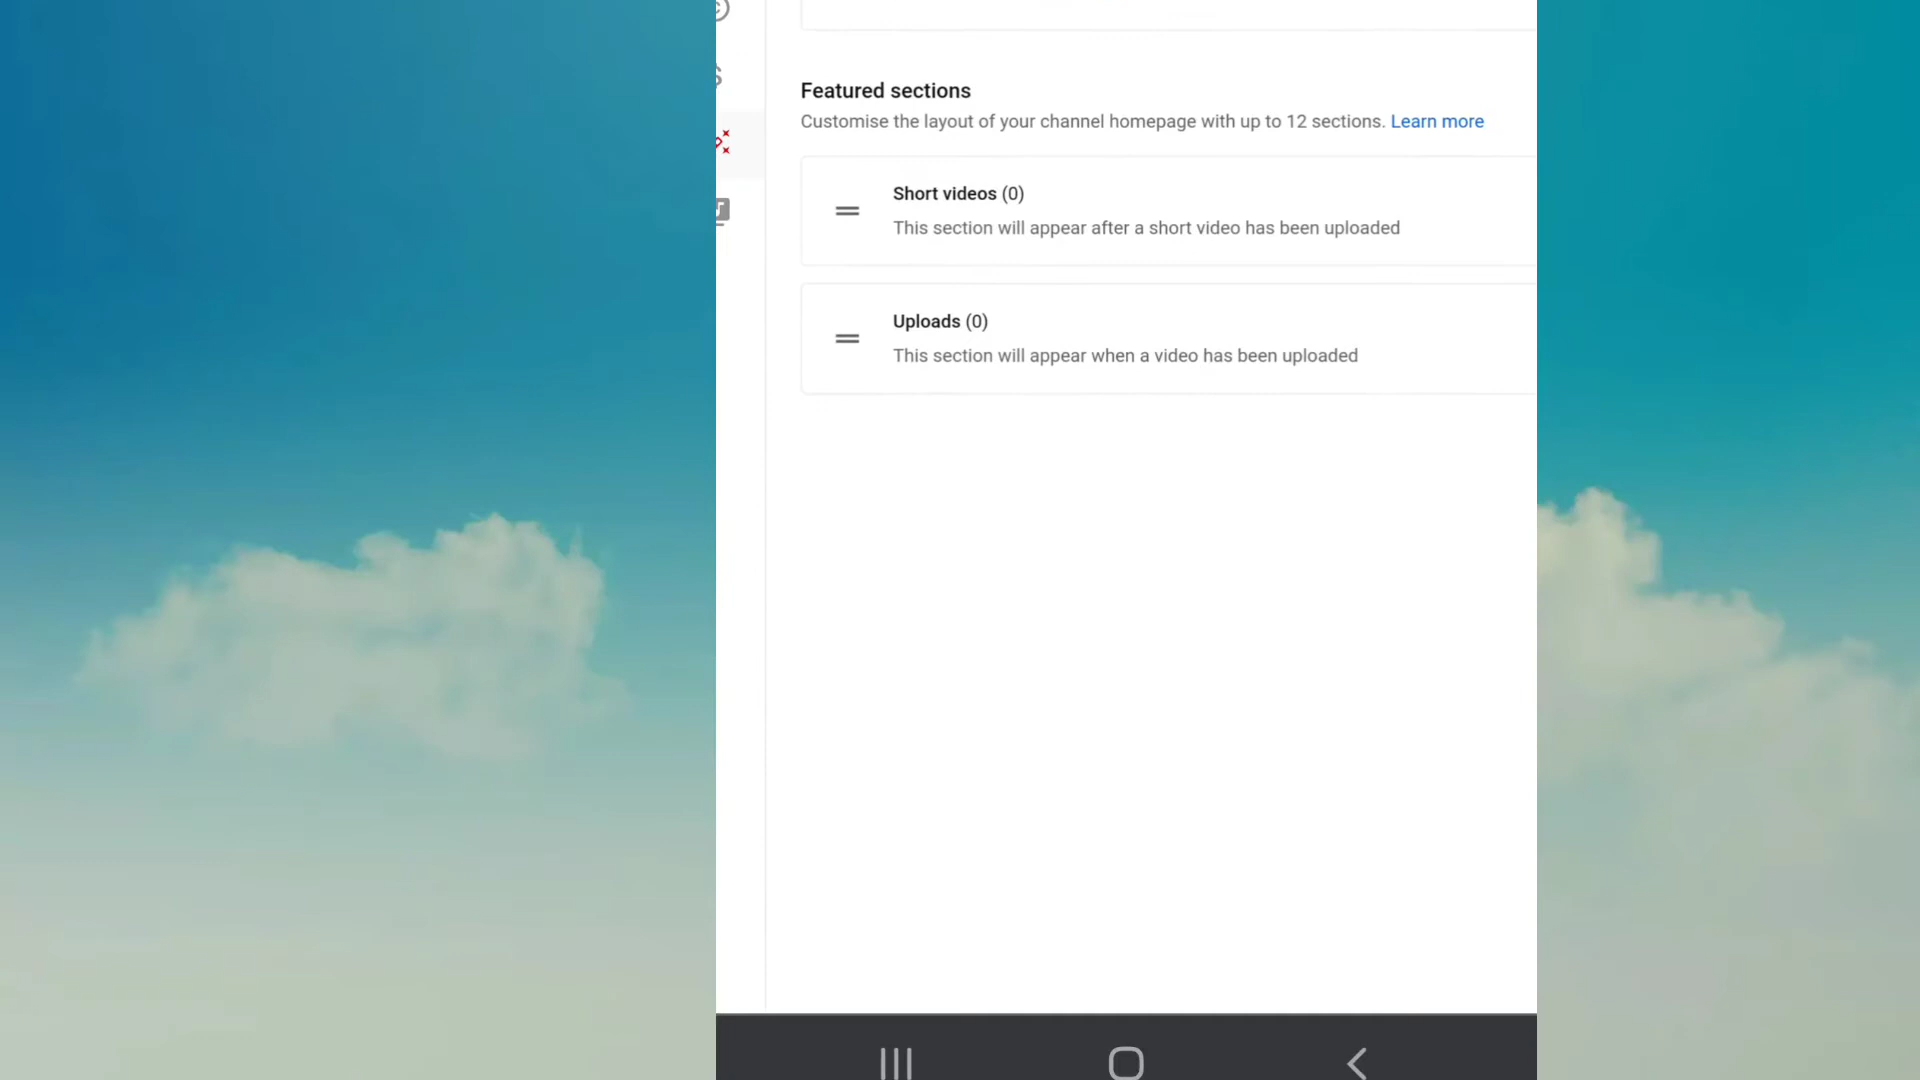 Featured sections
Customise the layout of your channel homepage with up to 12 sections. Learn more
Short videos (0)
This section will appear after a short video has been uploaded
Uploads (0)
This section will appear when a video has been uploaded